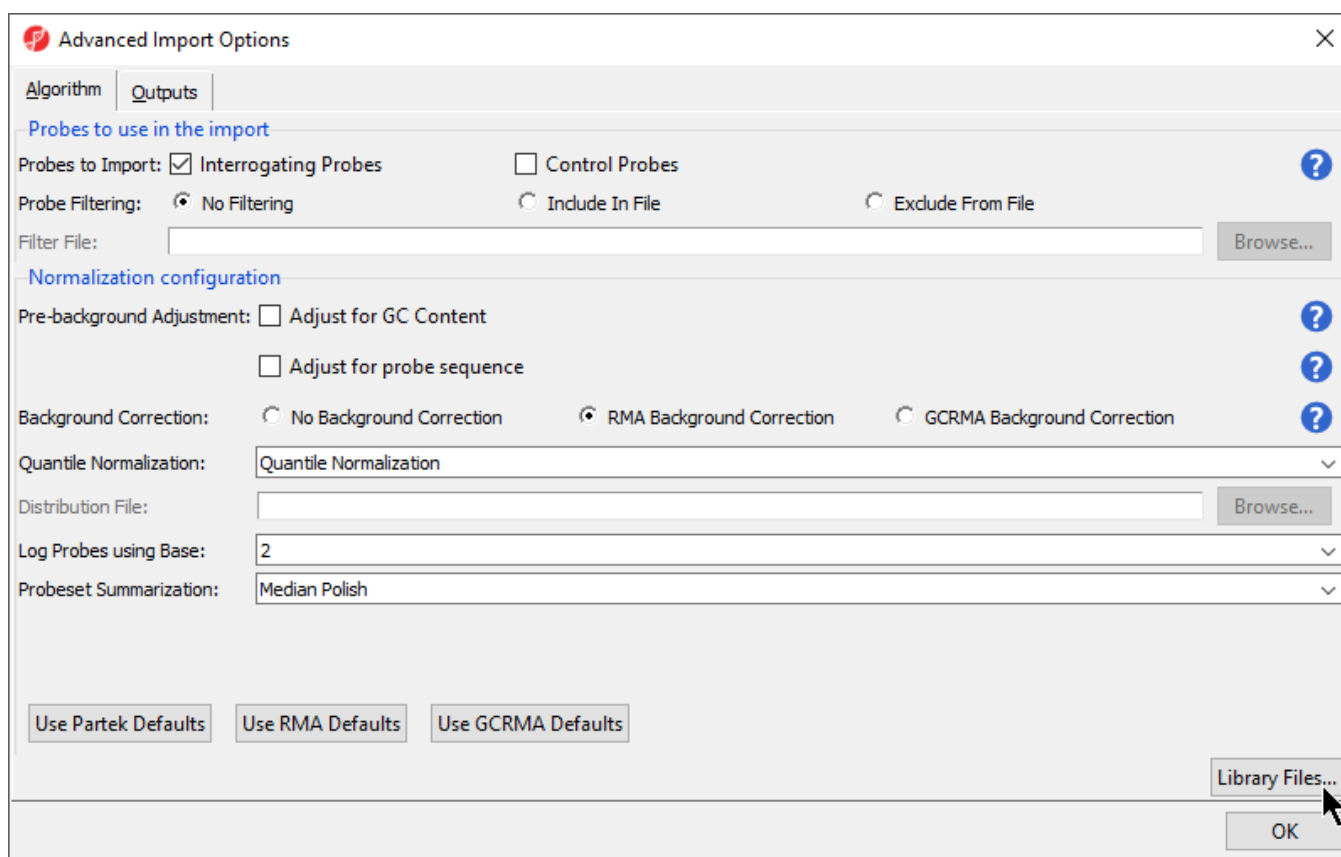 Advanced Import Options
Algorithm Outputs
Probes to use in the import
Probes to Import: Interrogating Probes Control Probes
Probe Filtering: No Filtering Include In File Exclude From File
Filter File: Browse...
Normalization configuration
Pre-background Adjustment: Adjust for GC Content
Adjust for probe sequence
Background Correction: No Background Correction RMA Background Correction GCRMA Background Correction
Quantile Normalization: Quantile Normalization
Distribution File: Browse...
Log Probes using Base: 2
Probeset Summarization: Median Polish
Use Partek Defaults Use RMA Defaults Use GCRMA Defaults
Library Files...
OK